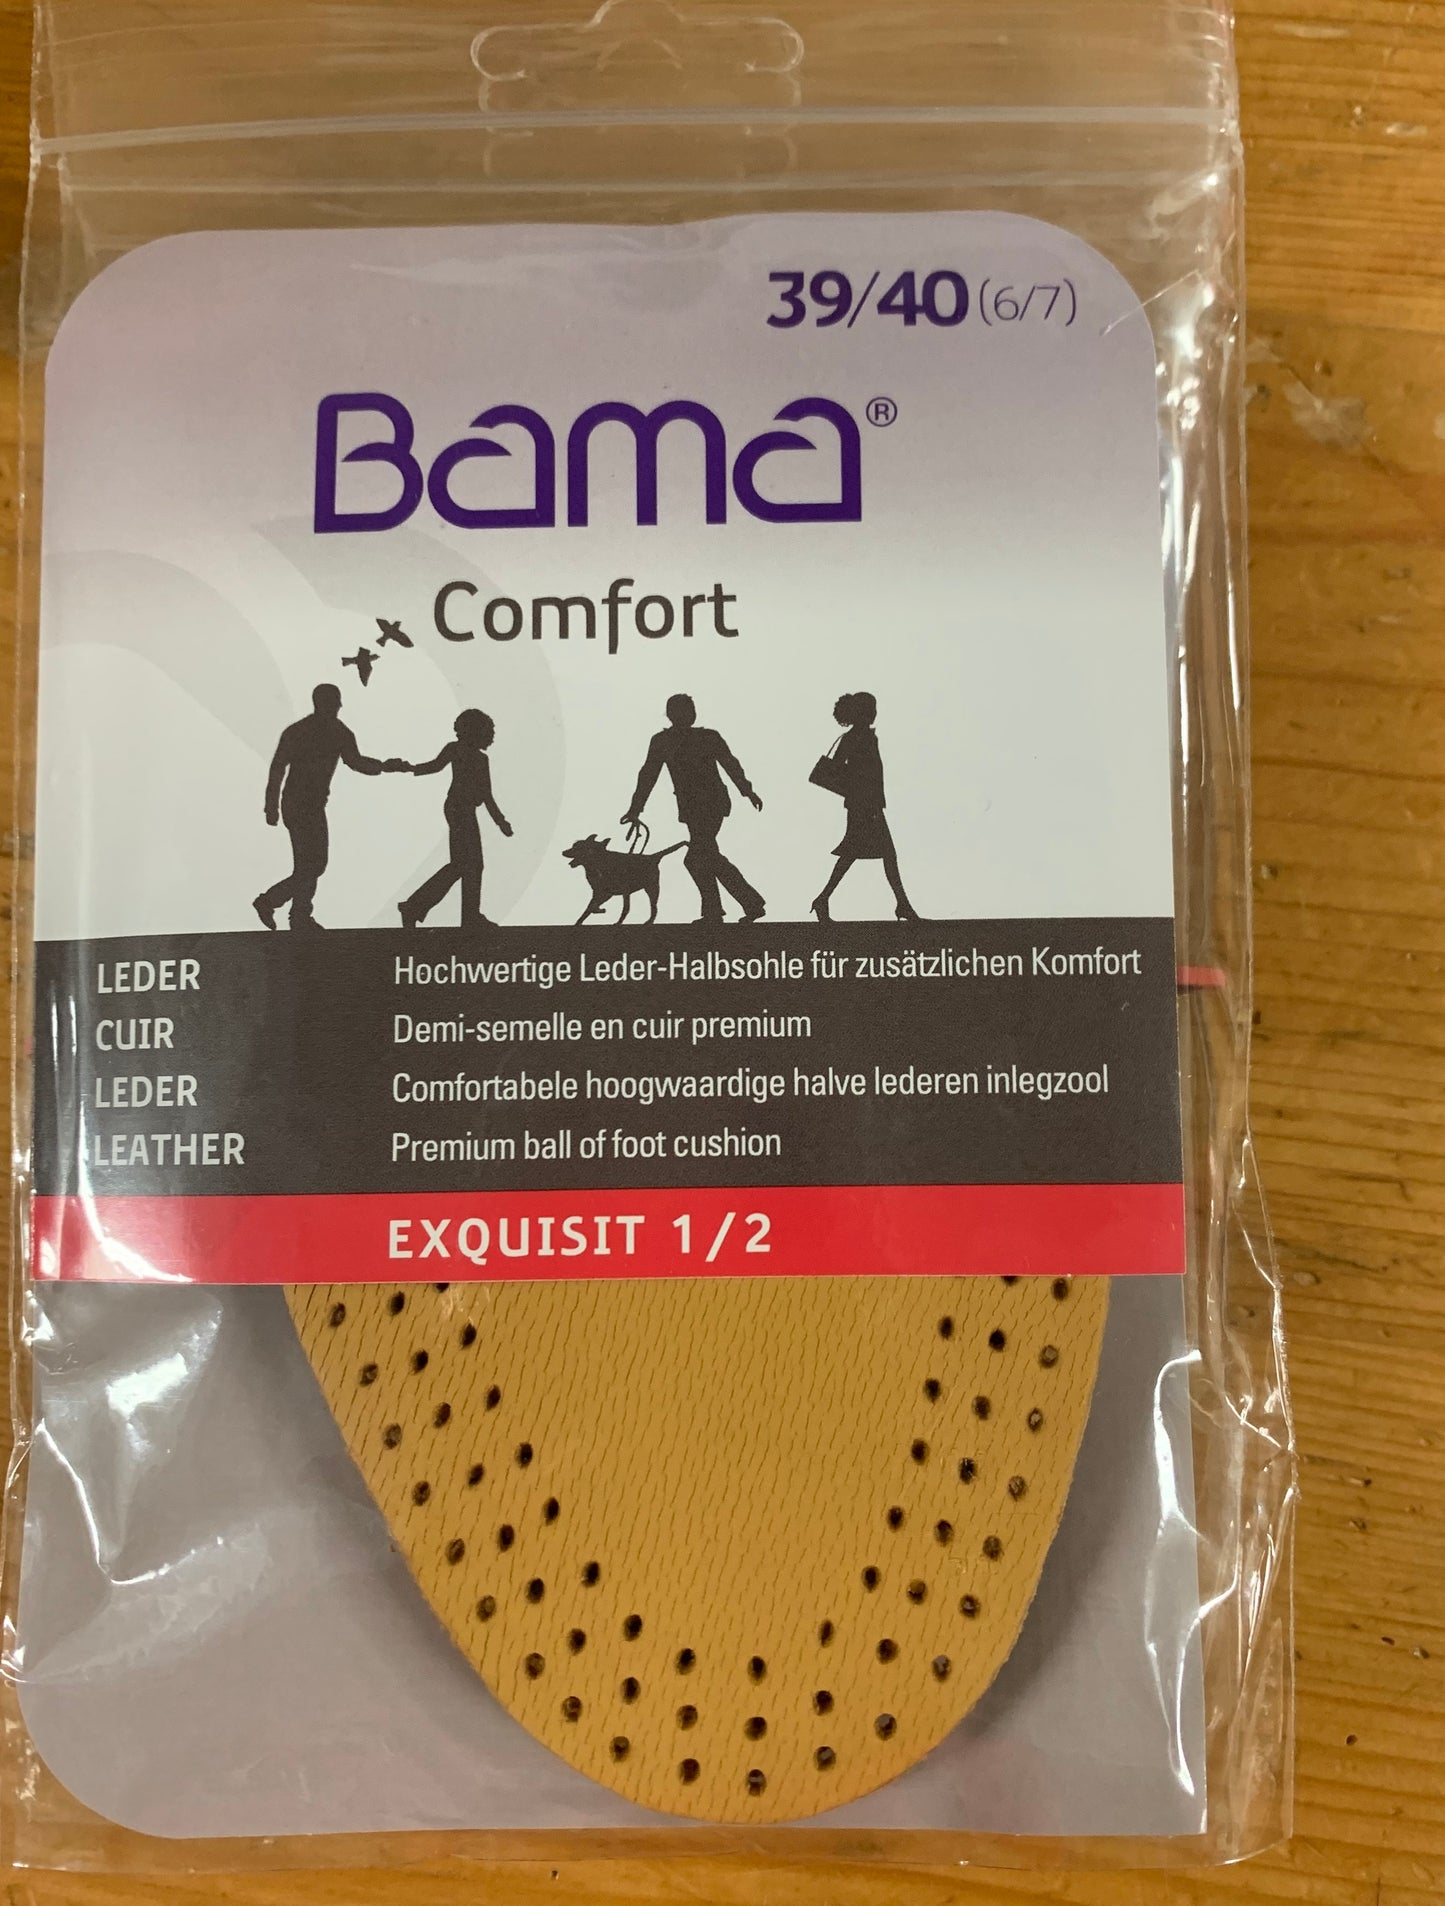 39/40 (6/7)
Bama®
Comfort
LEDER Hochwertige Leder-Halbsohle für zusätzlichen Komfort
CUIR Demi-semelle en cuir premium
LEDER Comfortabele hoogwaardige halve lederen inlegzool
LEATHER Premium ball of foot cushion
EXQUISIT 1/2